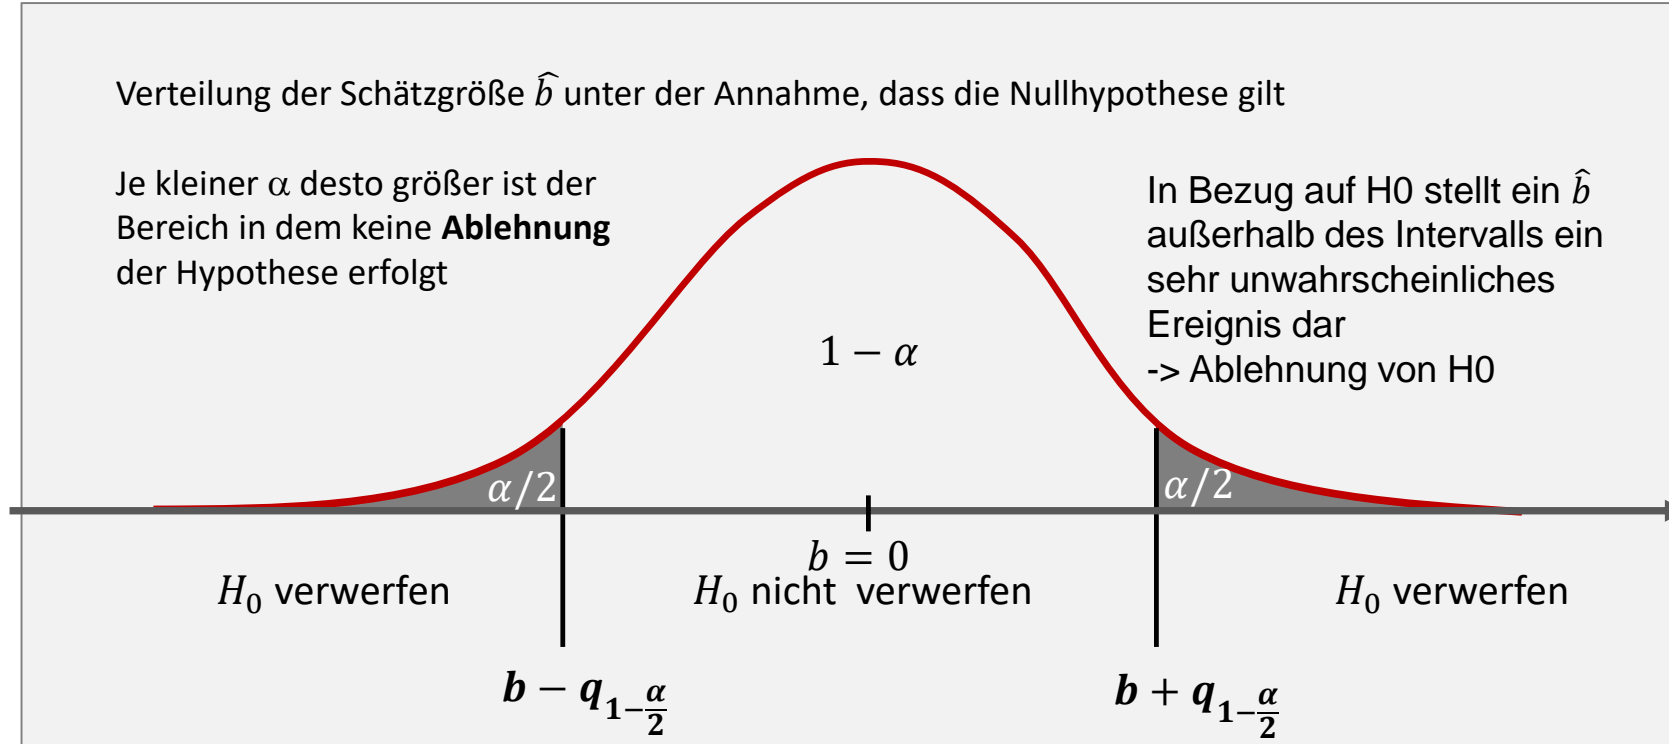 Verteilung der Schätzgröße b̂ unter der Annahme, dass die Nullhypothese gilt
Je kleiner α desto größer ist der
Bereich in dem keine Ablehnung
der Hypothese erfolgt
In Bezug auf H0 stellt ein b̂
außerhalb des Intervalls ein
sehr unwahrscheinliches
Ereignis dar
-> Ablehnung von H0
1 − α
α/2
α/2
b = 0
H₀ verwerfen
H₀ nicht verwerfen
H₀ verwerfen
b − q_{1−α/2}
b + q_{1−α/2}